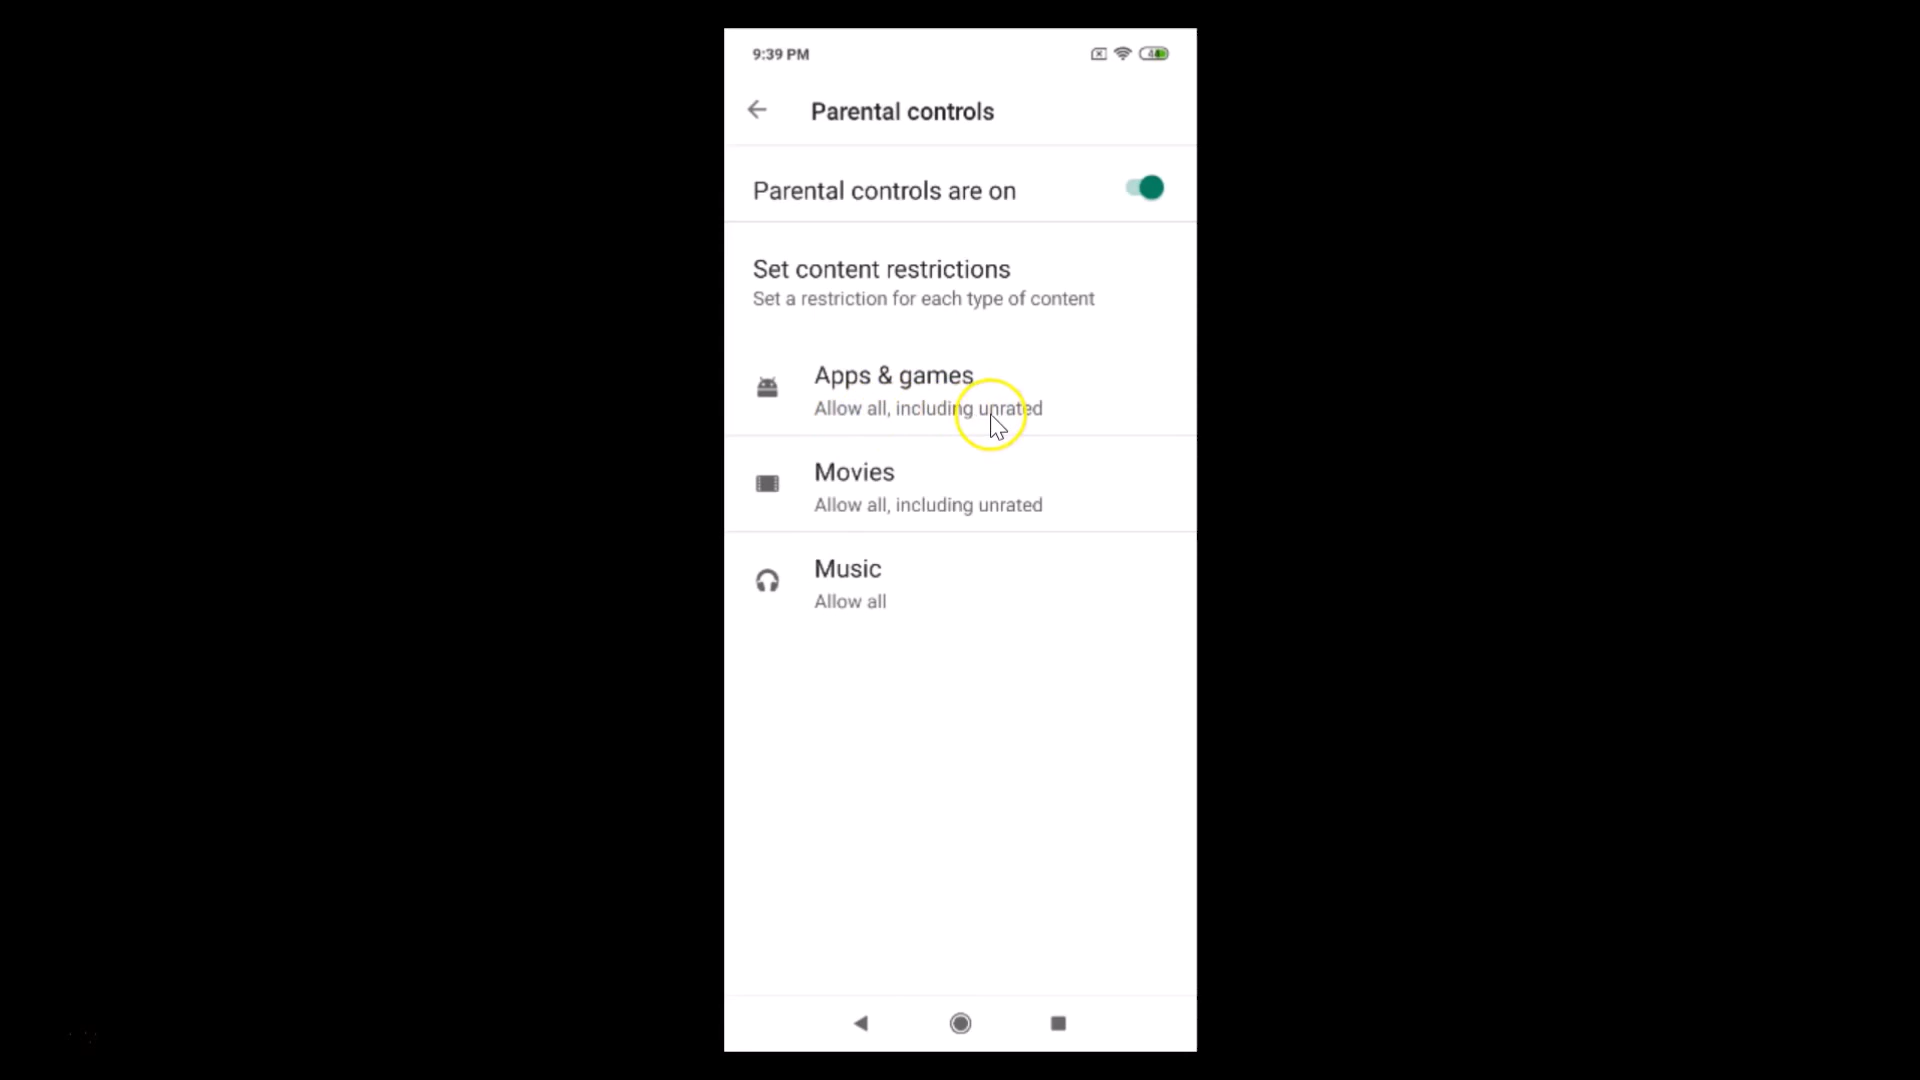 9:39 PM
Parental controls
Parental controls are on
Set content restrictions
Set a restriction for each type of content
Apps & games
Allow all, including unrated
Movies
Allow all, including unrated
Music
Allow all